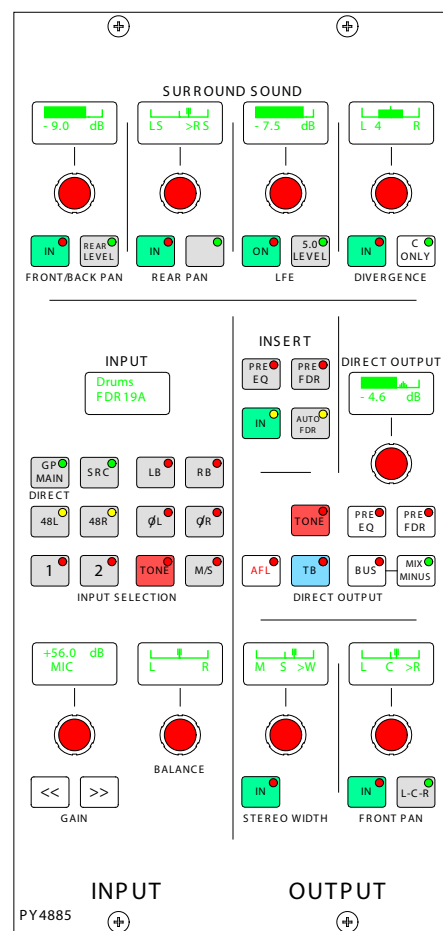 SURROUND SOUND
- 9.0 dB
LS >RS
- 7.5 dB
L 4 R
IN
REAR
LEVEL
IN
ON
5.0
LEVEL
IN
C
ONLY
FRONT/BACK PAN
REAR PAN
LFE
DIVERGENCE
INPUT
Drums
FDR19A
INSERT
PRE
EQ
PRE
FDR
IN
AUTO
FDR
DIRECT OUTPUT
- 4.6 dB
GP
MAIN
SRC
LB
RB
DIRECT
48L
48R
ØL
ØR
1
2
TONE
M/S
INPUT SELECTION
TONE
PRE
EQ
PRE
FDR
AFL
TB
BUS
MIX
MINUS
DIRECT OUTPUT
+56.0 dB
MIC
L R
M S >W
L C >R
BALANCE
<<
>>
GAIN
IN
STEREO WIDTH
IN
L-C-R
FRONT PAN
INPUT
OUTPUT
PY4885